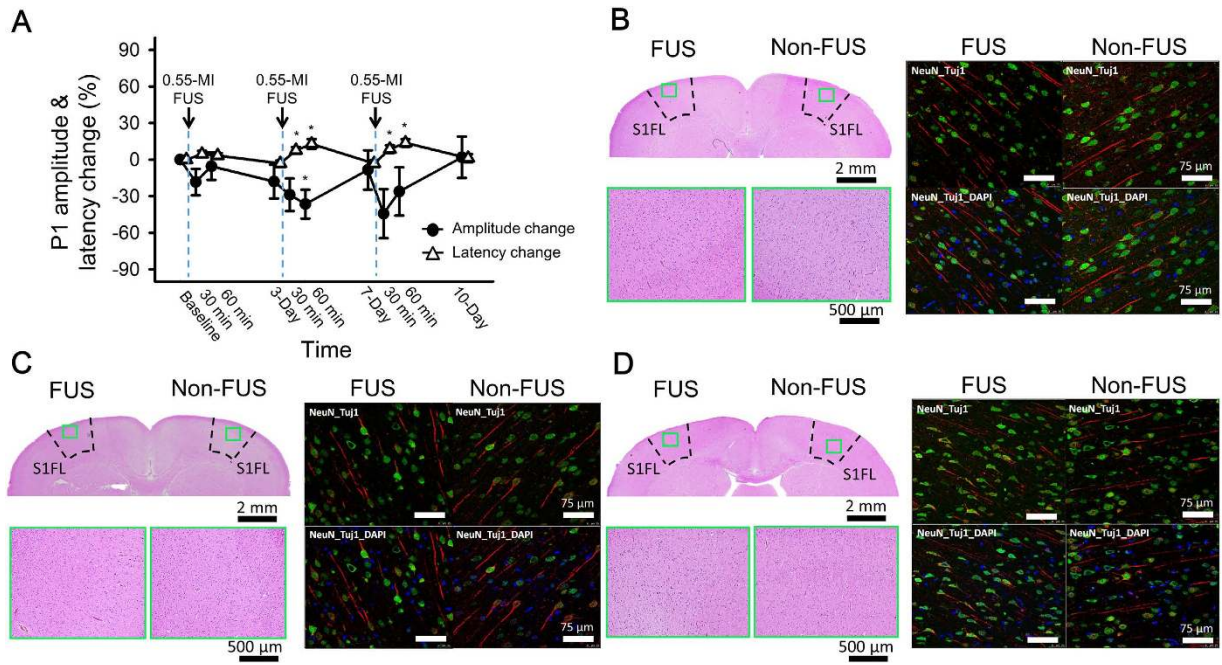 A
P1 amplitude &
latency change (%)
90
60
30
0
-30
-60
-90
0.55-MI
FUS
0.55-MI
FUS
0.55-MI
FUS
*
*
*
*
*
Amplitude change
Latency change
Baseline
30 min
60 min
3-Day
30 min
60 min
7-Day
30 min
60 min
10-Day
Time
B
FUS
Non-FUS
S1FL
S1FL
2 mm
500 µm
FUS
Non-FUS
NeuN_Tuj1
NeuN_Tuj1
75 µm
NeuN_Tuj1_DAPI
NeuN_Tuj1_DAPI
75 µm
C
FUS
Non-FUS
S1FL
S1FL
2 mm
500 µm
FUS
Non-FUS
NeuN_Tuj1
NeuN_Tuj1
75 µm
NeuN_Tuj1_DAPI
NeuN_Tuj1_DAPI
75 µm
D
FUS
Non-FUS
S1FL
S1FL
2 mm
500 µm
FUS
Non-FUS
NeuN_Tuj1
NeuN_Tuj1
75 µm
NeuN_Tuj1_DAPI
NeuN_Tuj1_DAPI
75 µm